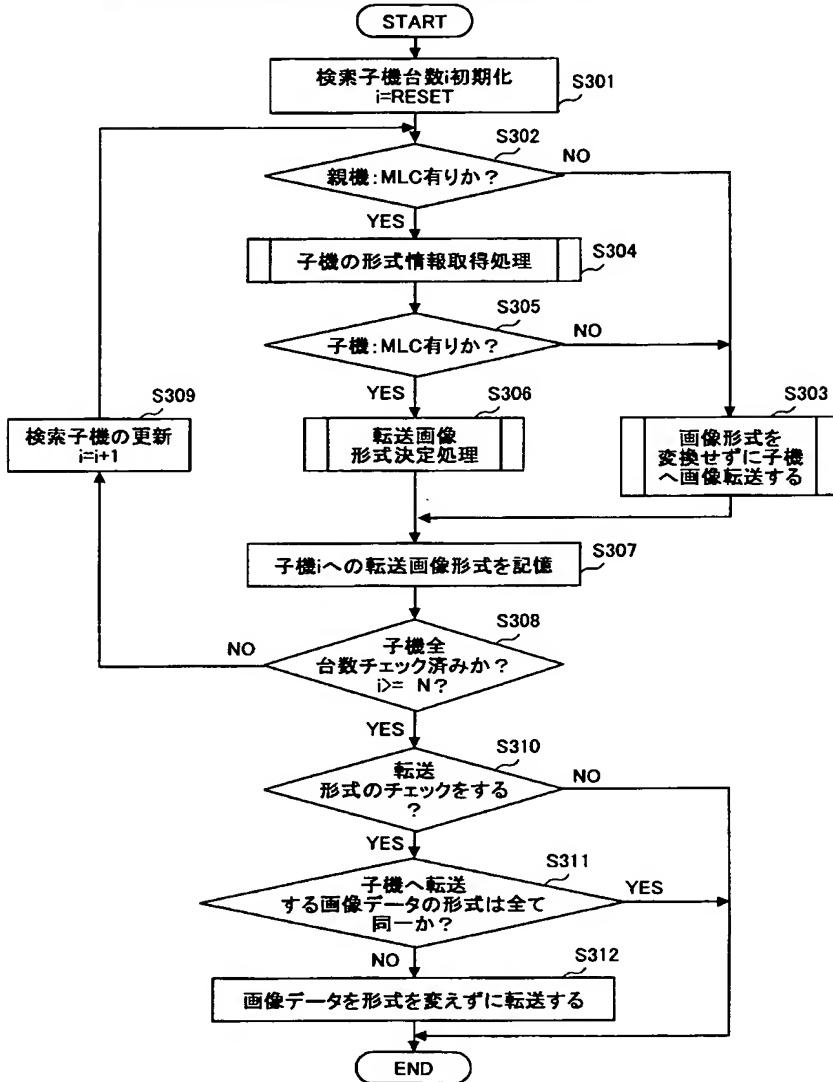 START
検索子機台数i初期化
i=RESET
S301
S302
親機:MLC有りか?
NO
YES
子機の形式情報取得処理
S304
S305
子機:MLC有りか?
NO
YES
S309
検索子機の更新
i=i+1
S306
転送画像
形式決定処理
S303
画像形式を
変換せずに子機
へ画像転送する
子機iへの転送画像形式を記憶
S307
S308
NO
子機全
台数チェック済みか?
i>= N?
YES
S310
転送
形式のチェックをする
?
NO
YES
S311
子機へ転送
する画像データの形式は全て
同一か?
YES
NO
S312
画像データを形式を変えずに転送する
END